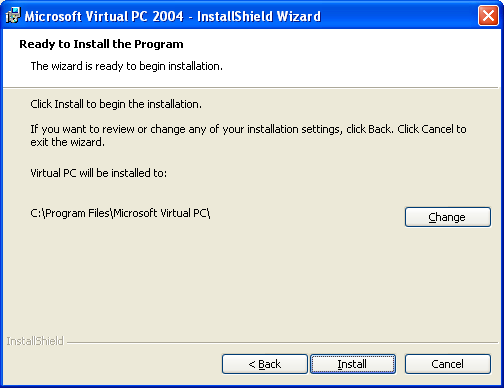 Microsoft Virtual PC 2004 - InstallShield Wizard
Ready to Install the Program
The wizard is ready to begin installation.
Click Install to begin the installation.
If you want to review or change any of your installation settings, click Back. Click Cancel to
exit the wizard.
Virtual PC will be installed to:
C:\Program Files\Microsoft Virtual PC\
Change
InstallShield
< Back
Install
Cancel